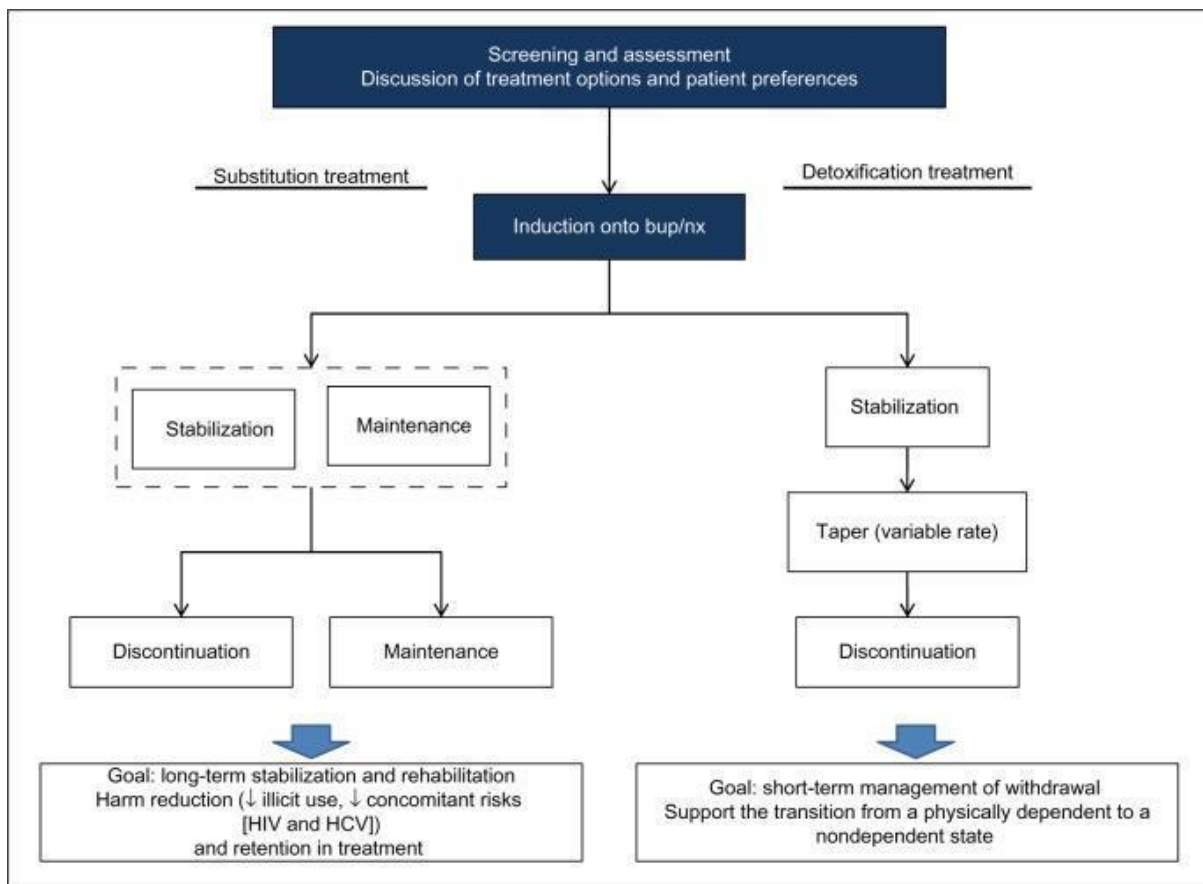 Screening and assessment
Discussion of treatment options and patient preferences
Substitution treatment
Detoxification treatment
Induction onto bup/nx
Stabilization
Maintenance
Stabilization
Taper (variable rate)
Discontinuation
Maintenance
Discontinuation
Goal: long-term stabilization and rehabilitation
Harm reduction (↓ illicit use, ↓ concomitant risks
[HIV and HCV])
and retention in treatment
Goal: short-term management of withdrawal
Support the transition from a physically dependent to a
nondependent state